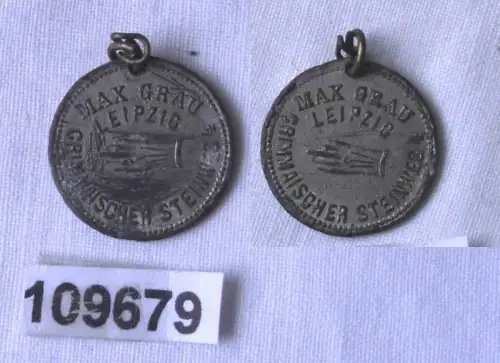 MAX GRAU
LEIPZIG
GRIMMAISCHER STEINWEG
MAX GRAU
LEIPZIG
GRIMMAISCHER STEINWEG
109679